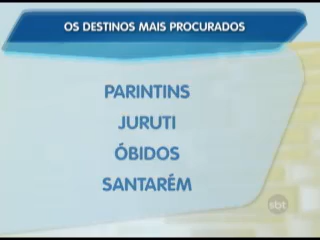 OS DESTINOS MAIS PROCURADOS
PARINTINS
JURUTI
ÓBIDOS
SANTARÉM
sbt